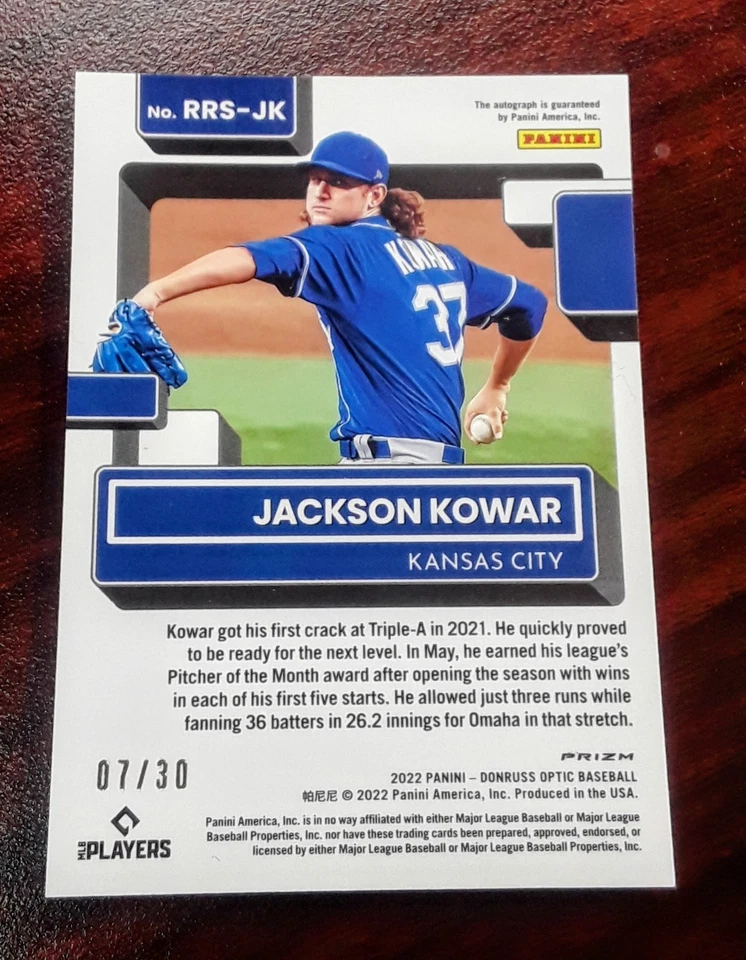 No. RRS-JK
The autograph is guaranteed
by Panini America, Inc.
PANINI
KOWAR
37
JACKSON KOWAR
KANSAS CITY
Kowar got his first crack at Triple-A in 2021. He quickly proved
to be ready for the next level. In May, he earned his league's
Pitcher of the Month award after opening the season with wins
in each of his first five starts. He allowed just three runs while
fanning 36 batters in 26.2 innings for Omaha in that stretch.
PRIZM
07/30
2022 PANINI – DONRUSS OPTIC BASEBALL
帕尼尼 © 2022 Panini America, Inc. Produced in the USA.
MLB PLAYERS
Panini America, Inc. is in no way affiliated with either Major League Baseball or Major League
Baseball Properties, Inc. nor have these trading cards been prepared, approved, endorsed, or
licensed by either Major League Baseball or Major League Baseball Properties, Inc.